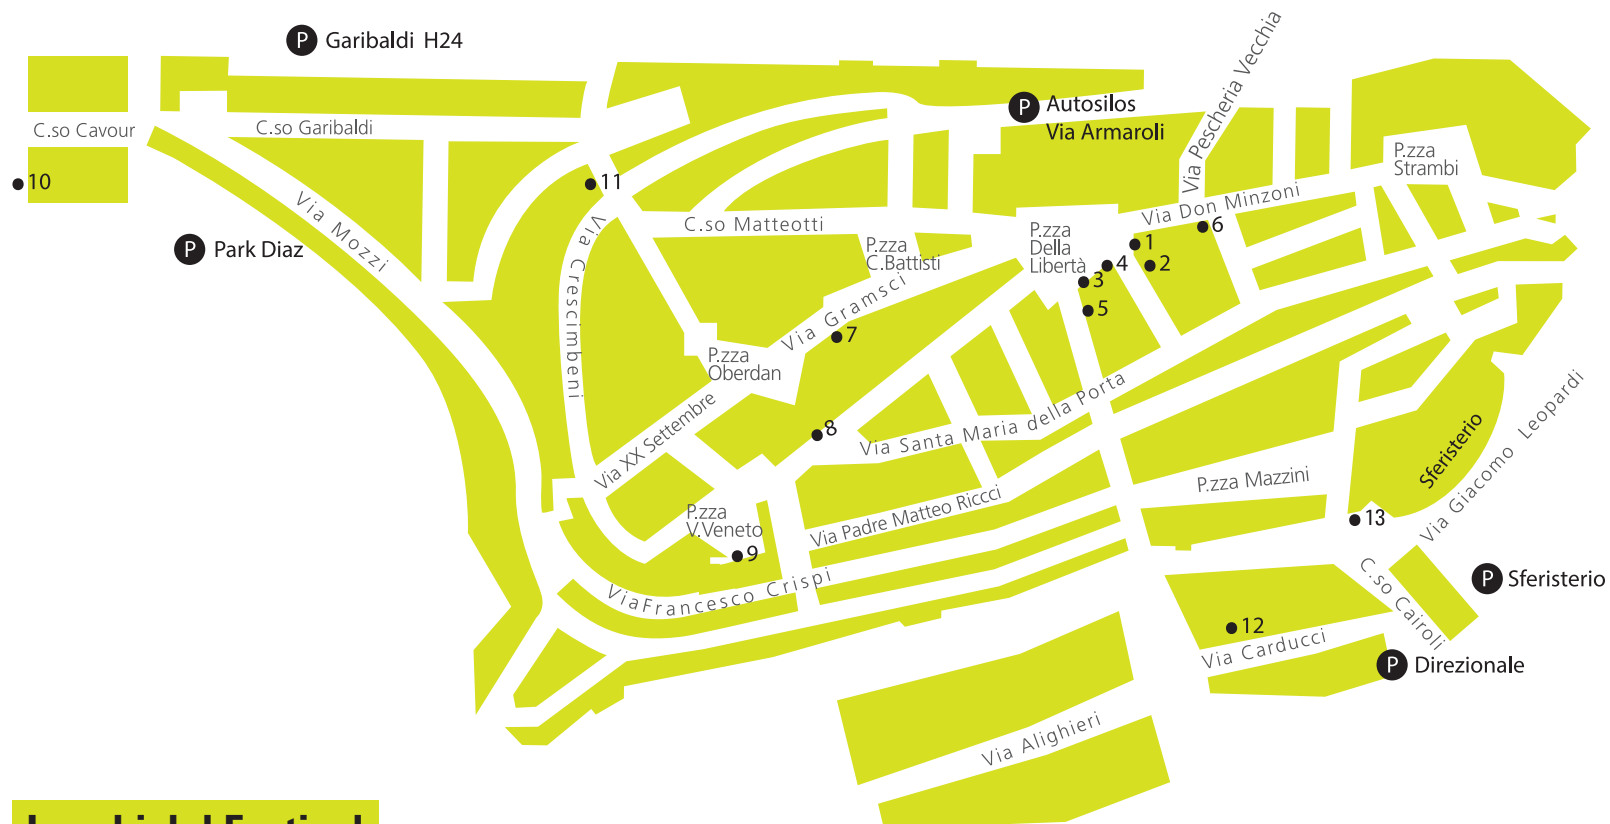 P Garibaldi H24
C.so Cavour
C.so Garibaldi
10
11
P Park Diaz
Via Mozzi
Via Crescimbeni
C.so Matteotti
P.zza
C.Battisti
P Autosilos
Via Armaroli
Via Pescheria Vecchia
Via Don Minzoni
P.zza
Strambi
P.zza
Della
Libertà
1
2
3
4
5
6
Via Gramsci
7
P.zza
Oberdan
Via XX Settembre
8
Via Santa Maria della Porta
P.zza
V.Veneto
9
Via Padre Matteo Riccci
ViaFrancesco Crispi
P.zza Mazzini
Sferisterio
Via Giacomo Leopardi
13
P Sferisterio
C.so Cairoli
12
Via Carducci
P Direzionale
Via Alighieri